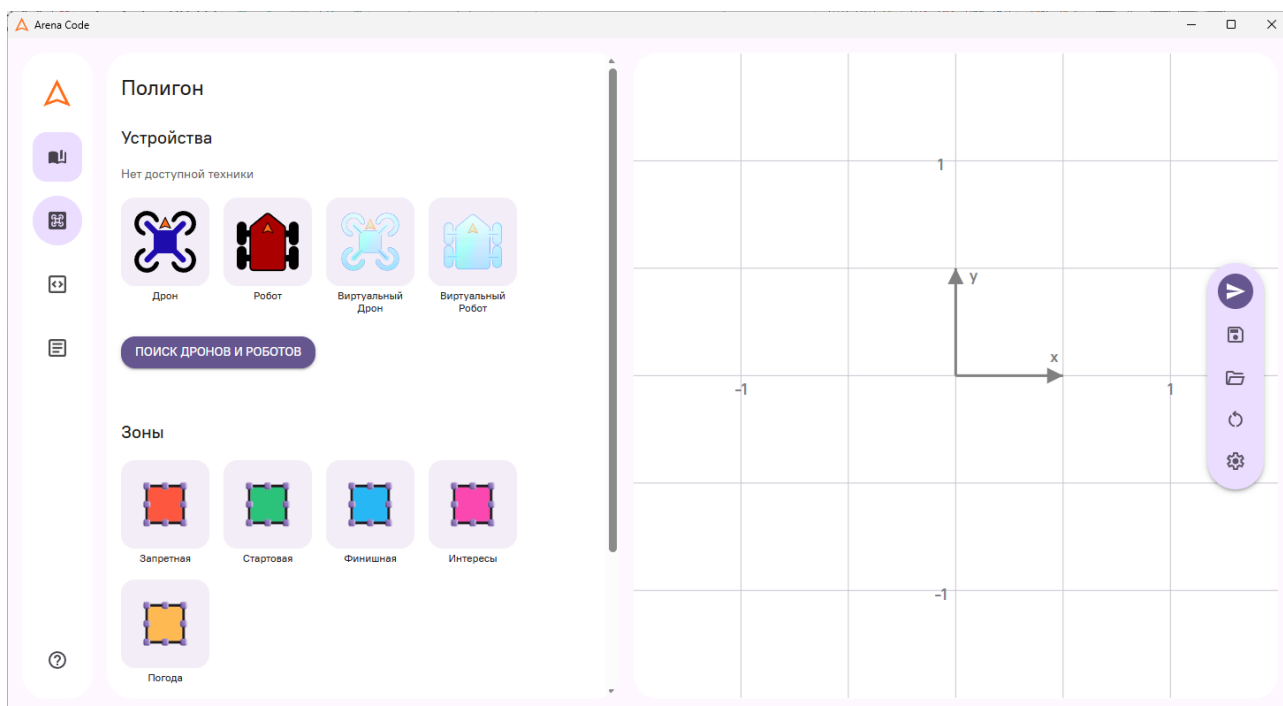 Arena Code
Полигон
Устройства
Нет доступной техники
Дрон
Робот
Виртуальный
Дрон
Виртуальный
Робот
ПОИСК ДРОНОВ И РОБОТОВ
Зоны
Запретная
Стартовая
Финишная
Интересы
Погода
1
y
x
-1
1
-1